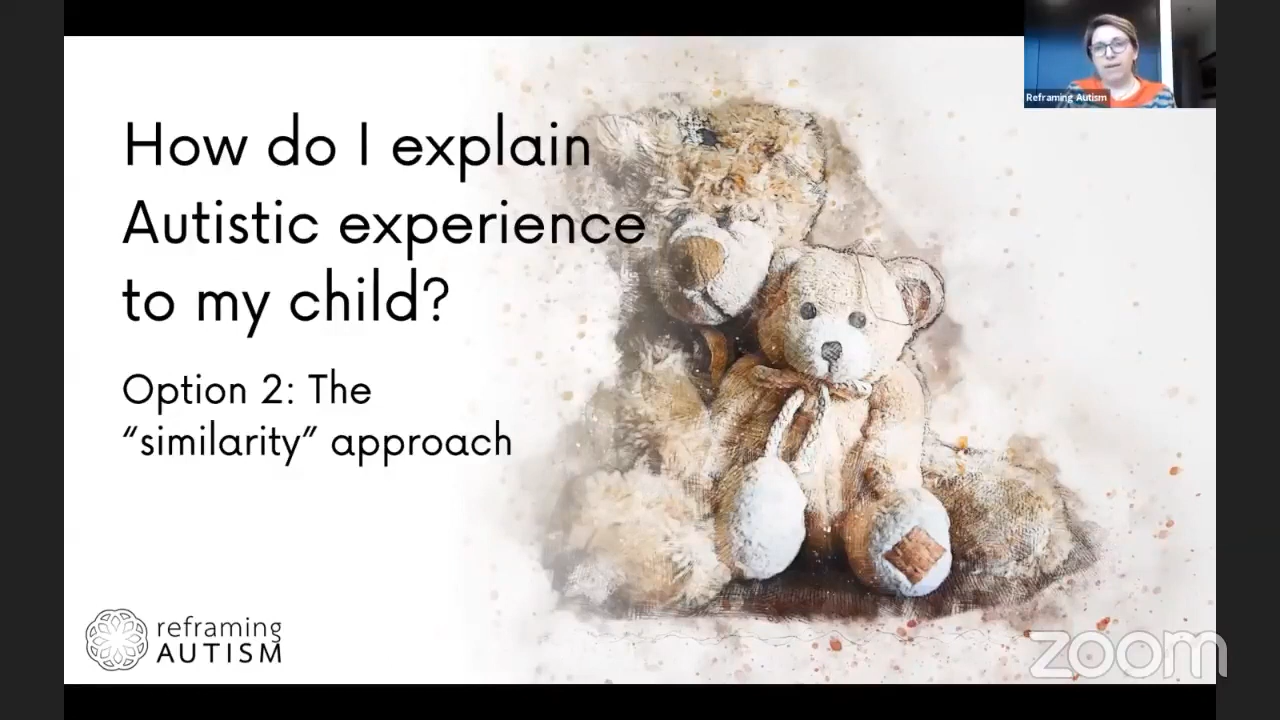 Reframing Autism
How do I explain
Autistic experience
to my child?
Option 2: The
“similarity” approach
reframing
AUTISM
zoom